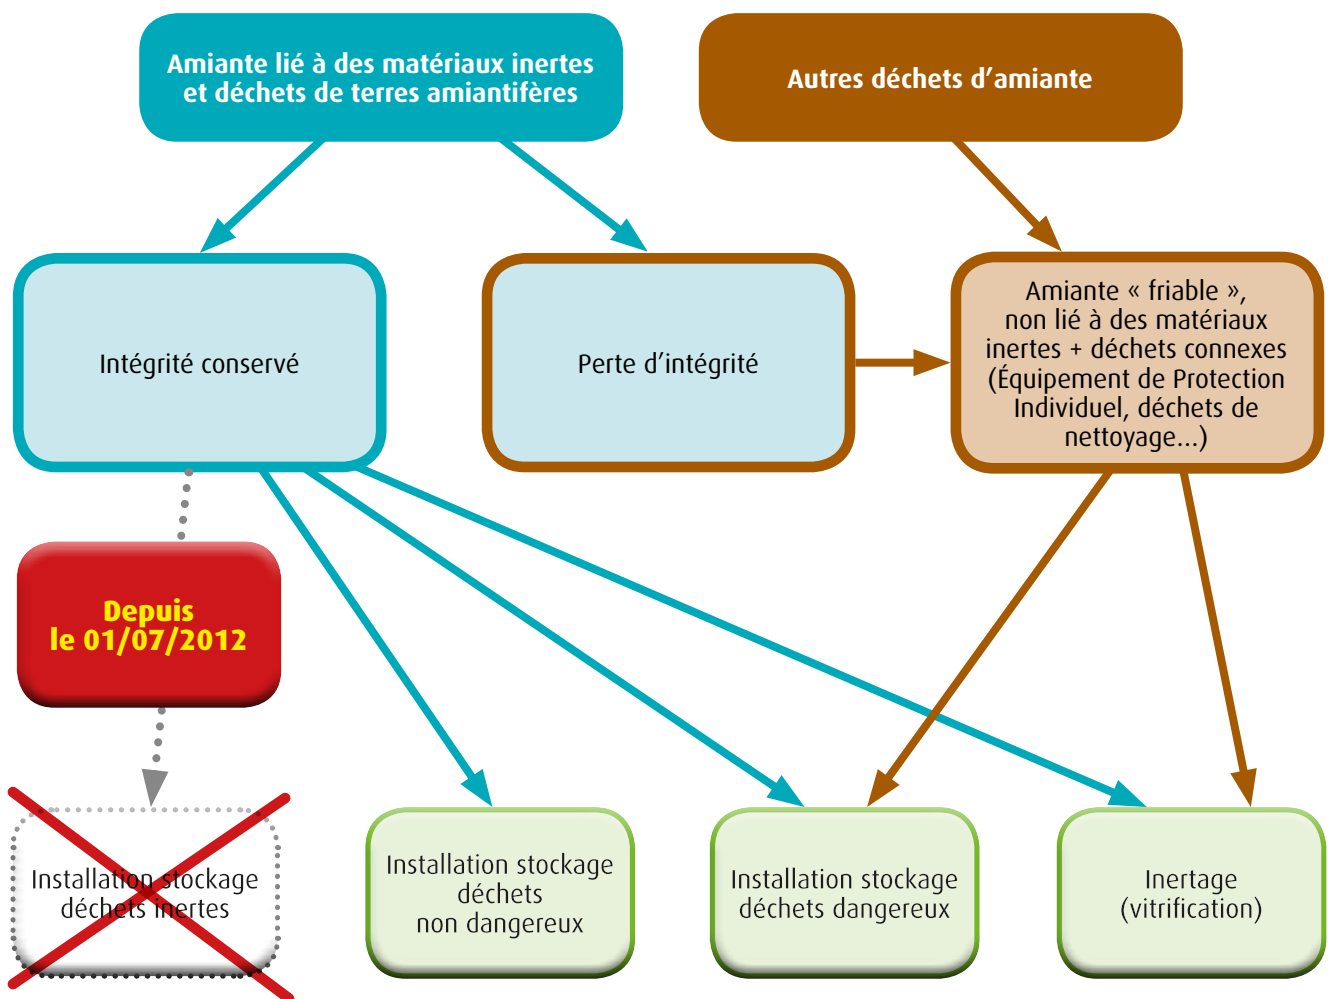 Amiante lié à des matériaux inertes
et déchets de terres amiantifères
Autres déchets d’amiante
Intégrité conservé
Perte d’intégrité
Amiante « friable »,
non lié à des matériaux
inertes + déchets connexes
(Équipement de Protection
Individuel, déchets de
nettoyage...)
Depuis
le 01/07/2012
Installation stockage
déchets inertes
Installation stockage
déchets
non dangereux
Installation stockage
déchets dangereux
Inertage
(vitrification)